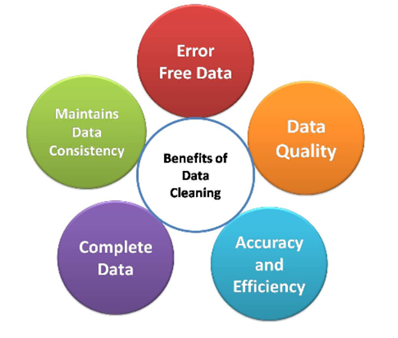 Error
Free Data
Data
Quality
Accuracy
and
Efficiency
Complete
Data
Maintains
Data
Consistency
Benefits of
Data
Cleaning